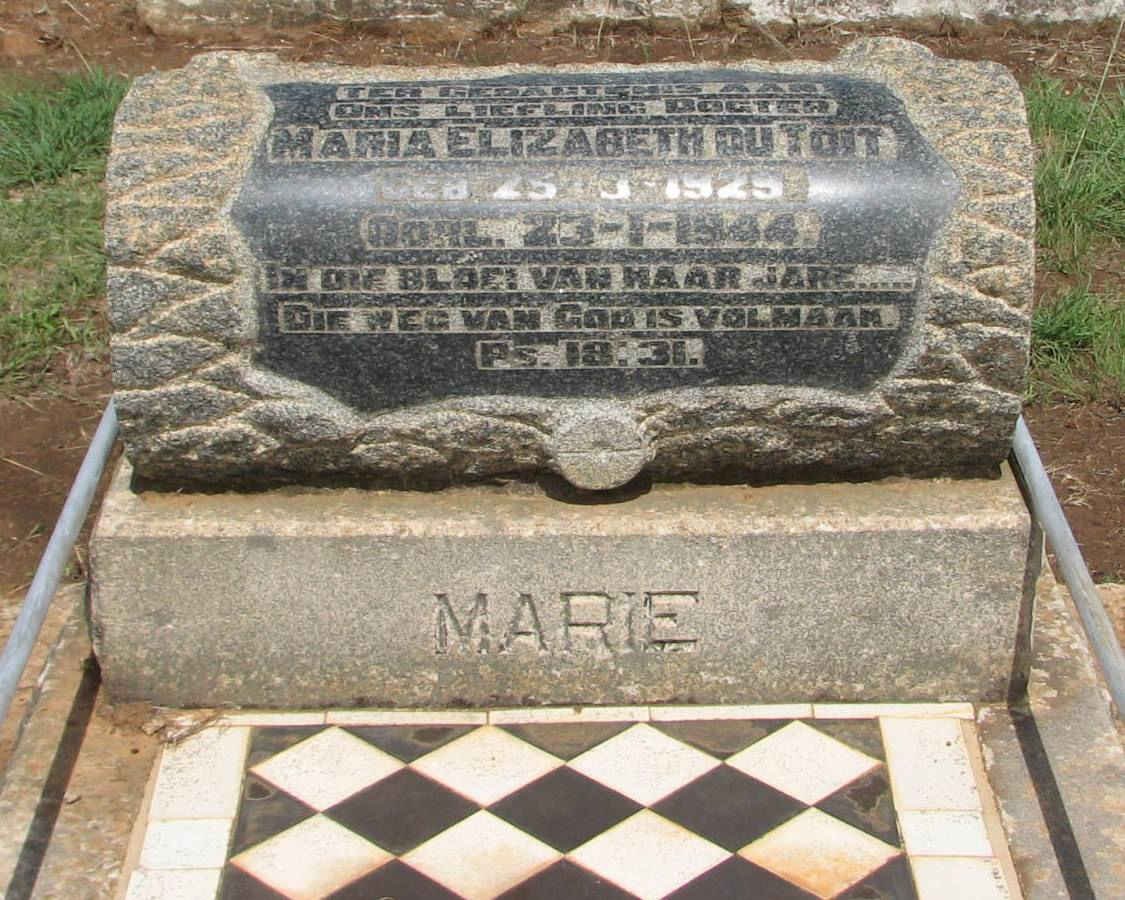 TER GEDAGTENIS AAN
ONS LIEFLING DOGTER
MARIA ELIZABETH DU TOIT
GEB. 25-3-1925
OORL. 23-1-1944.
IN DIE BLOEI VAN HAAR JARE.....
DIE WEG VAN GOD IS VOLMAAK.
PS. 18:31.
MARIE